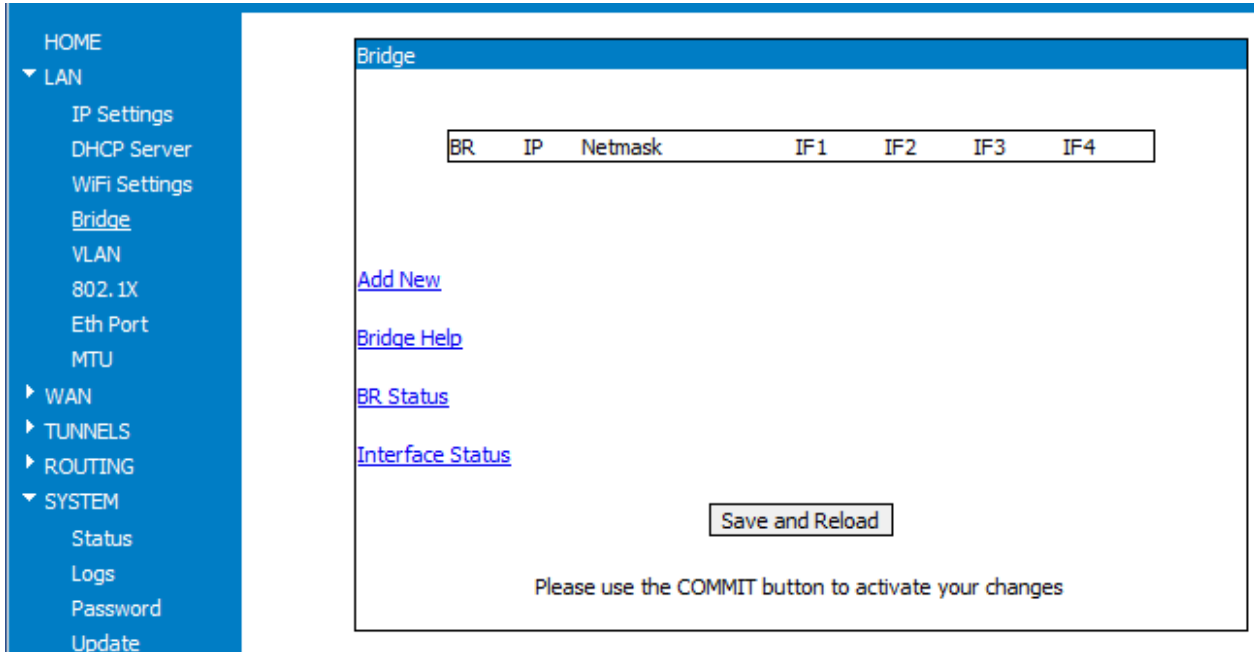 HOME
LAN
IP Settings
DHCP Server
WiFi Settings
Bridge
VLAN
802.1X
Eth Port
MTU
WAN
TUNNELS
ROUTING
SYSTEM
Status
Logs
Password
Update
Bridge
BR IP Netmask IF1 IF2 IF3 IF4
Add New
Bridge Help
BR Status
Interface Status
Save and Reload
Please use the COMMIT button to activate your changes